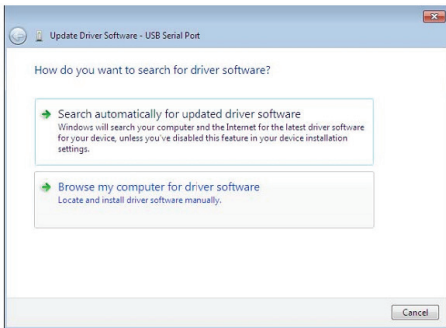 Update Driver Software - USB Serial Port
How do you want to search for driver software?
Search automatically for updated driver software
Windows will search your computer and the Internet for the latest driver software
for your device, unless you've disabled this feature in your device installation
settings.
Browse my computer for driver software
Locate and install driver software manually.
Cancel